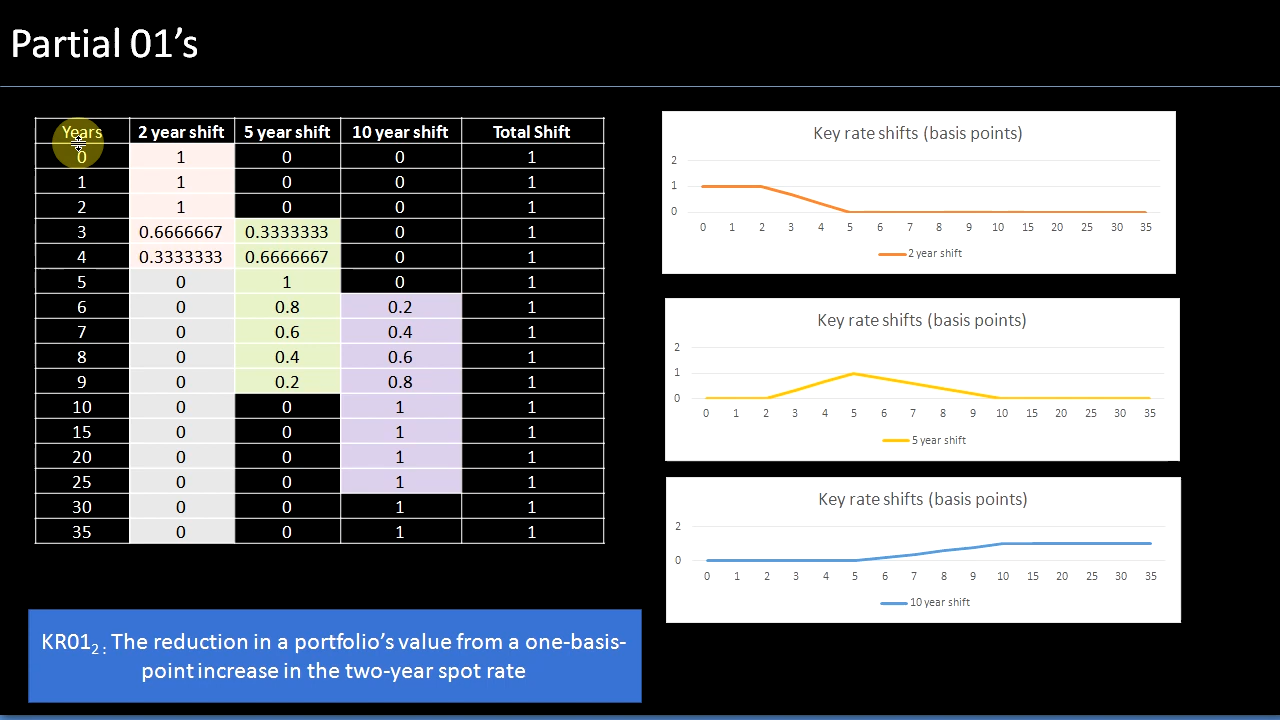 Partial 01’s
Years 2 year shift 5 year shift 10 year shift Total Shift
0 1 0 0 1
1 1 0 0 1
2 1 0 0 1
3 0.6666667 0.3333333 0 1
4 0.3333333 0.6666667 0 1
5 0 1 0 1
6 0 0.8 0.2 1
7 0 0.6 0.4 1
8 0 0.4 0.6 1
9 0 0.2 0.8 1
10 0 0 1 1
15 0 0 1 1
20 0 0 1 1
25 0 0 1 1
30 0 0 1 1
35 0 0 1 1
KR01₂ : The reduction in a portfolio’s value from a one-basis-
point increase in the two-year spot rate
Key rate shifts (basis points)
2
1
0
0 1 2 3 4 5 6 7 8 9 10 15 20 25 30 35
2 year shift
Key rate shifts (basis points)
2
1
0
0 1 2 3 4 5 6 7 8 9 10 15 20 25 30 35
5 year shift
Key rate shifts (basis points)
2
0
0 1 2 3 4 5 6 7 8 9 10 15 20 25 30 35
10 year shift